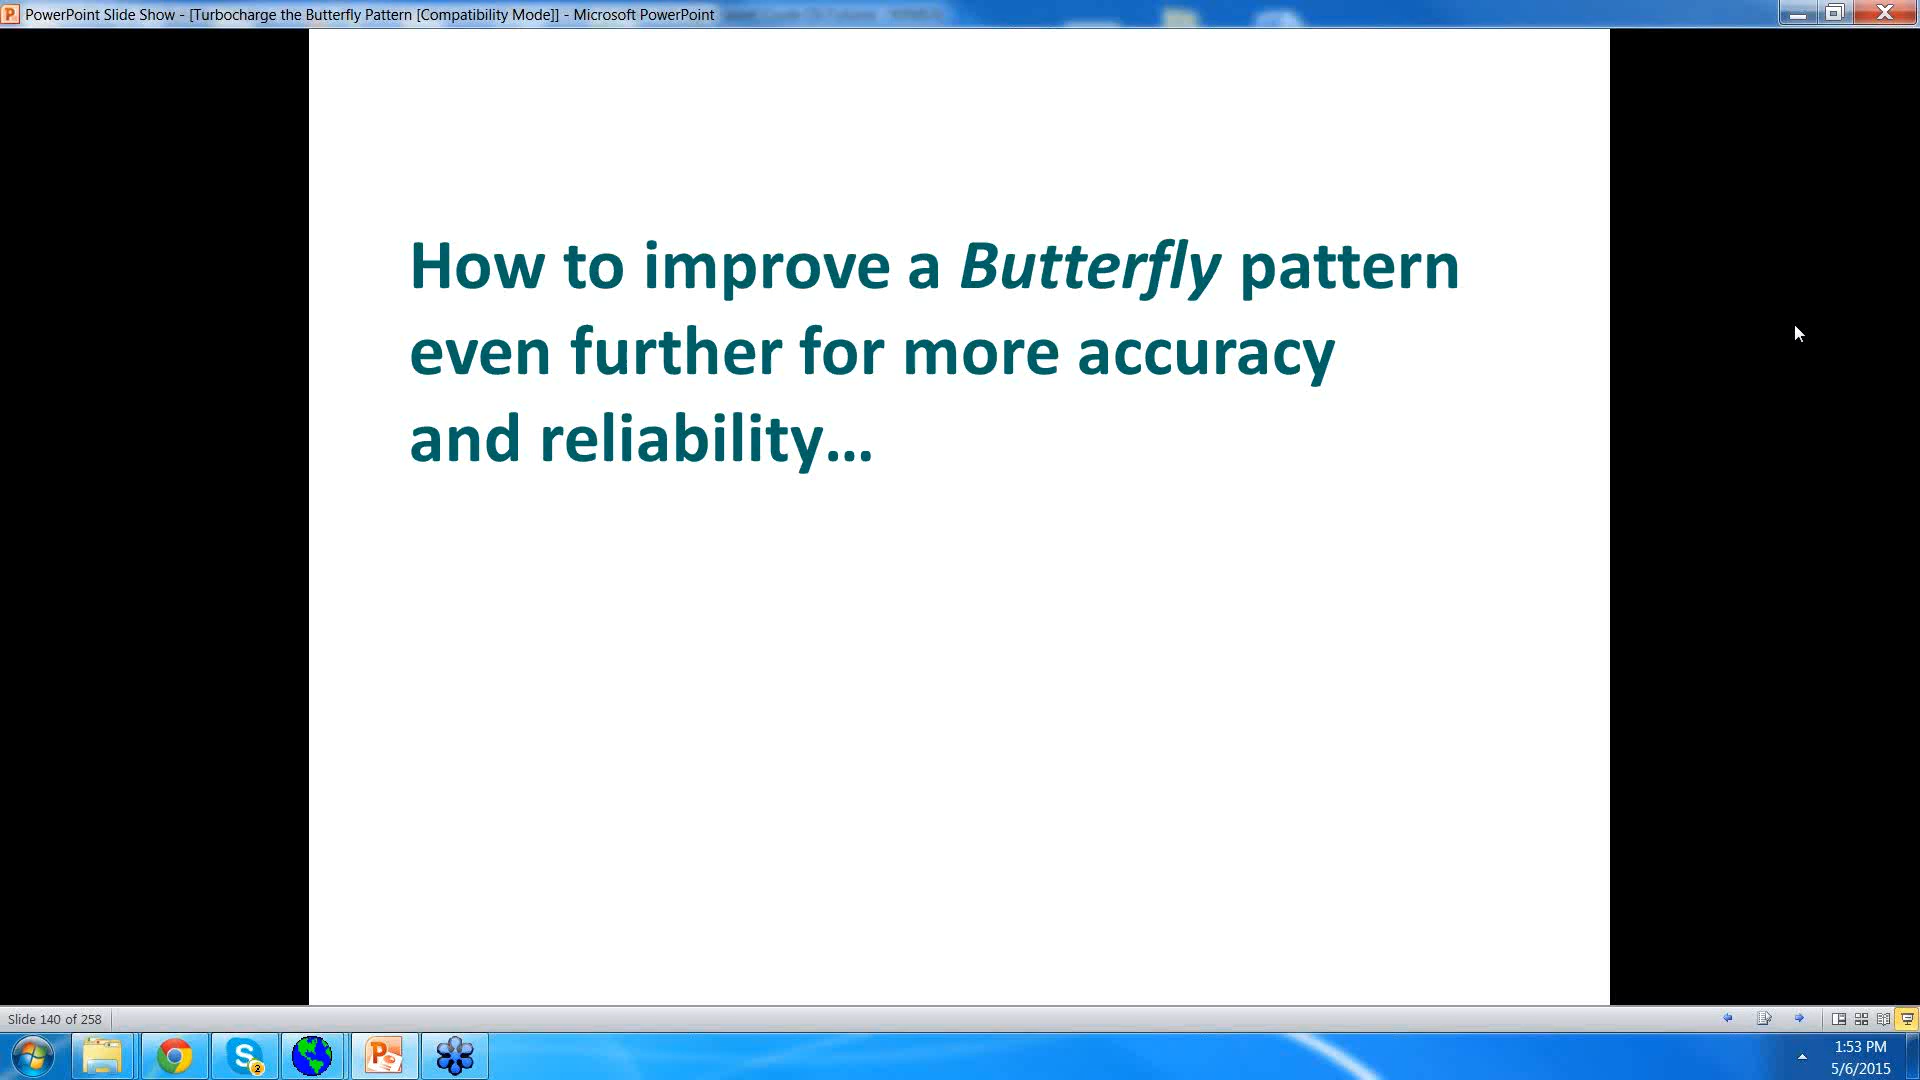 PowerPoint Slide Show - [Turbocharge the Butterfly Pattern [Compatibility Mode]] - Microsoft PowerPoint
How to improve a Butterfly pattern
even further for more accuracy
and reliability...
Slide 140 of 258
2
1:53 PM
5/6/2015